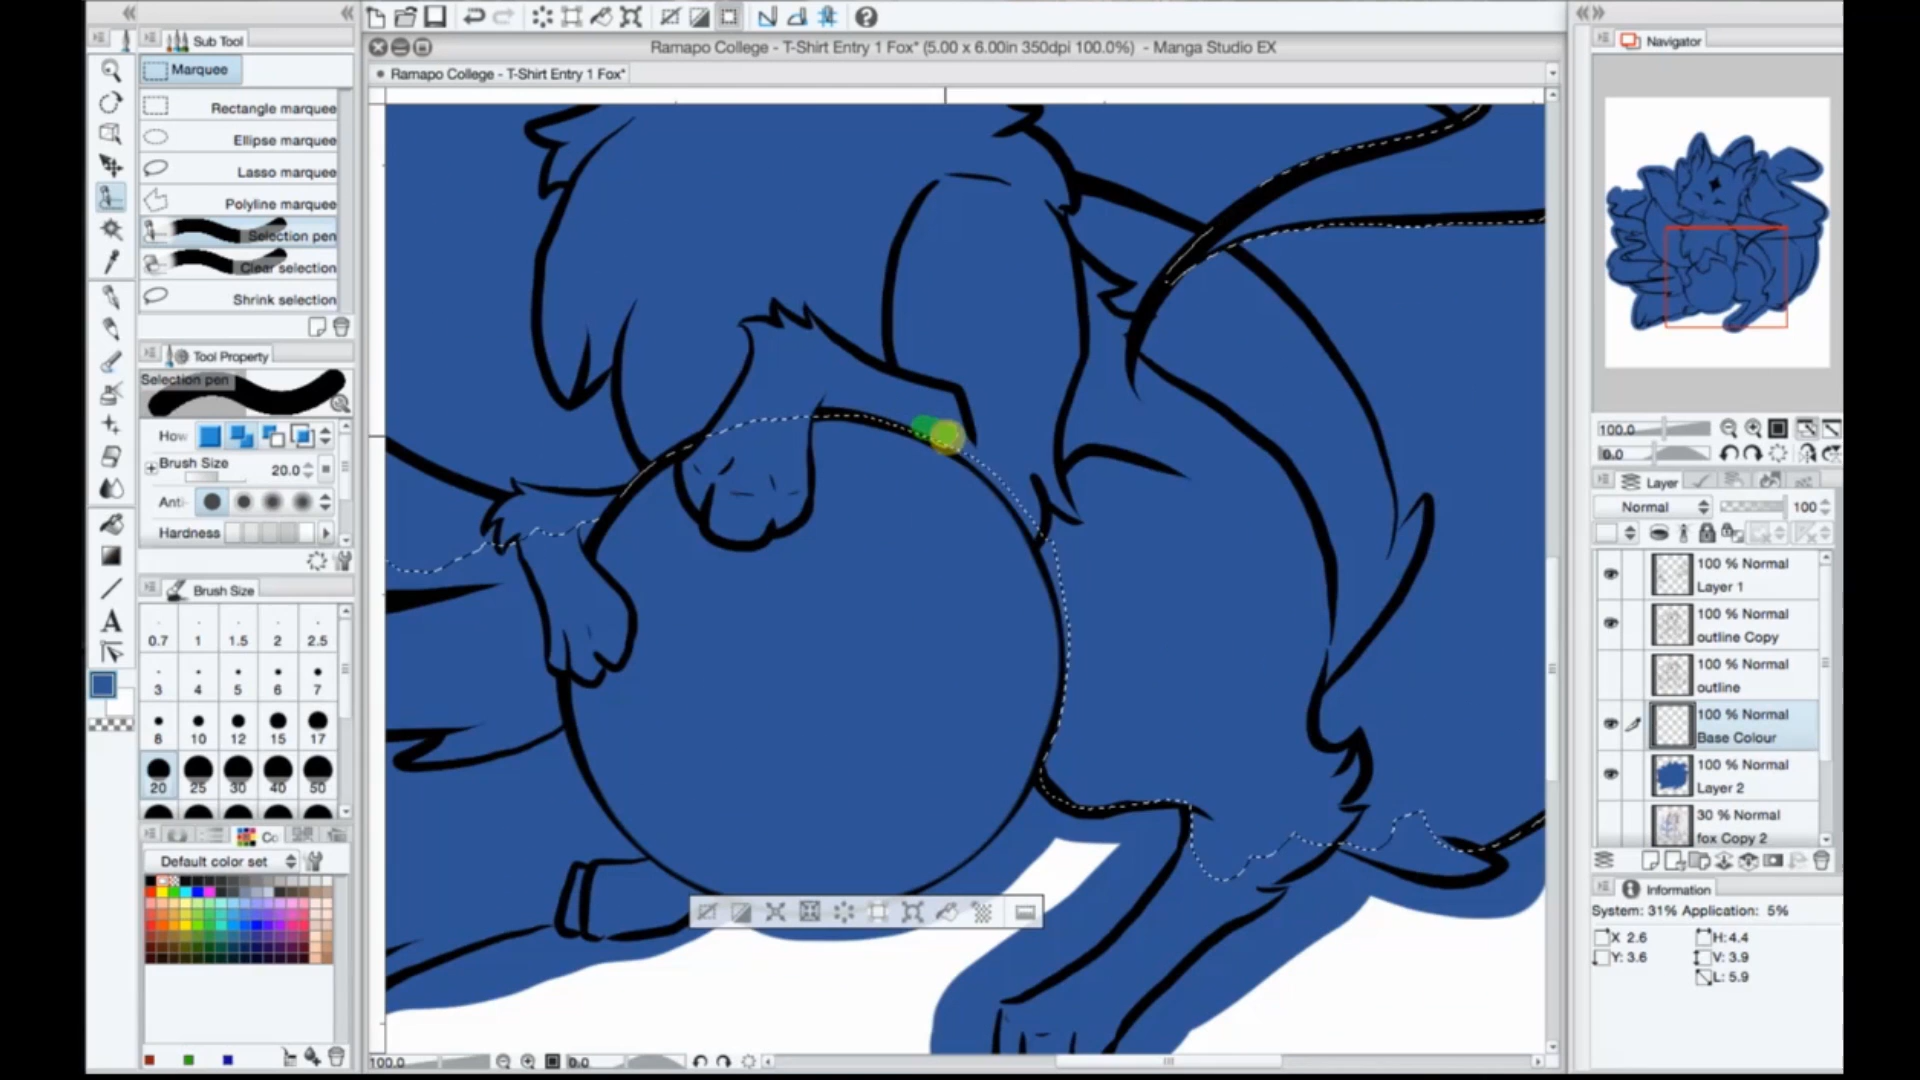 Ramapo College - T-Shirt Entry 1 Fox* (5.00 x 6.00in 350dpi 100.0%) - Manga Studio EX
Ramapo College - T-Shirt Entry 1 Fox*
Sub Tool
Marquee
Rectangle marquee
Ellipse marquee
Lasso marquee
Polyline marquee
Selection pen
Clear selection
Shrink selection
Tool Property
Selection pen
How
Brush Size 20.0
Anti-
Hardness
Brush Size
0.7 1 1.5 2 2.5
3 4 5 6 7
8 10 12 15 17
20 25 30 40 50
Co
Default color set
A
100.0 0.0
Navigator
100.0
0.0
Layer
Normal 100
100 % Normal
Layer 1
100 % Normal
outline Copy
100 % Normal
outline
100 % Normal
Base Colour
100 % Normal
Layer 2
30 % Normal
fox Copy 2
Information
System: 31% Application: 5%
X 2.6 H:4.4
Y: 3.6 V: 3.9
L: 5.9